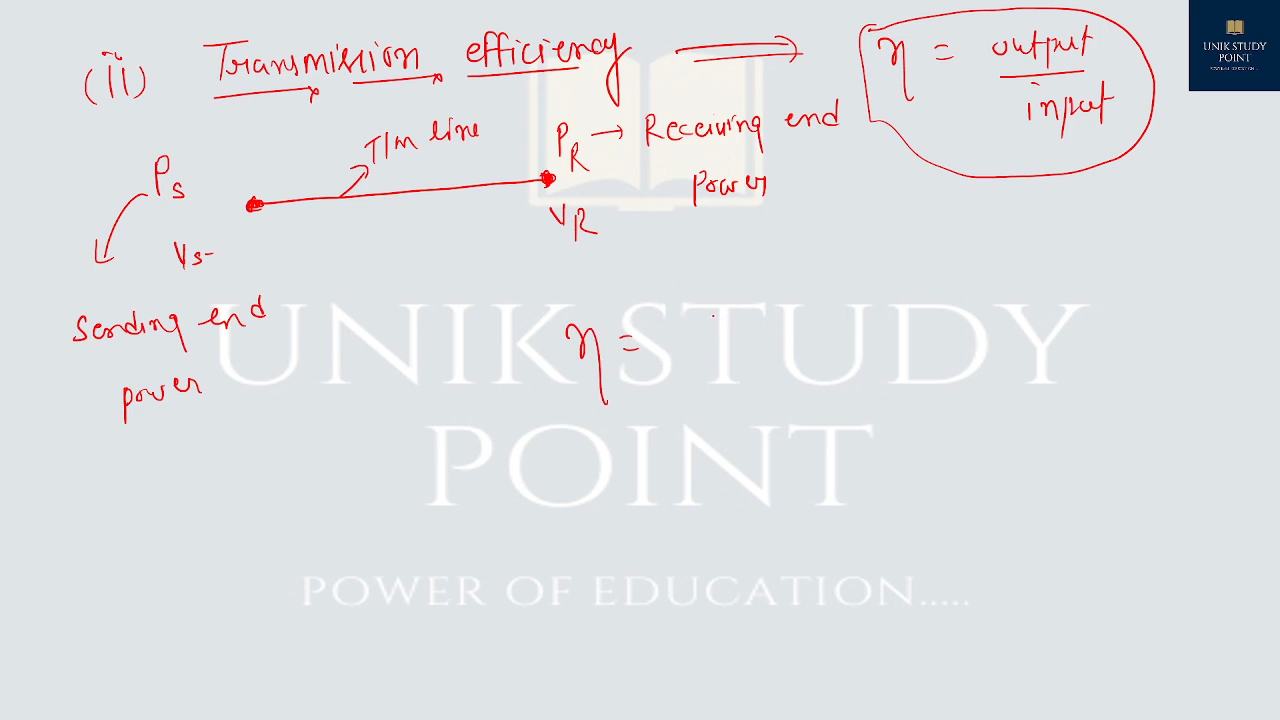 (ii) Transmission efficiency ⟹ η = output / input
T/m line
P_R → Receiving end power
P_S
V_R
V_S
Sending end power
η =
UNIK STUDY
POINT
POWER OF EDUCATION.....
UNIK STUDY
POINT